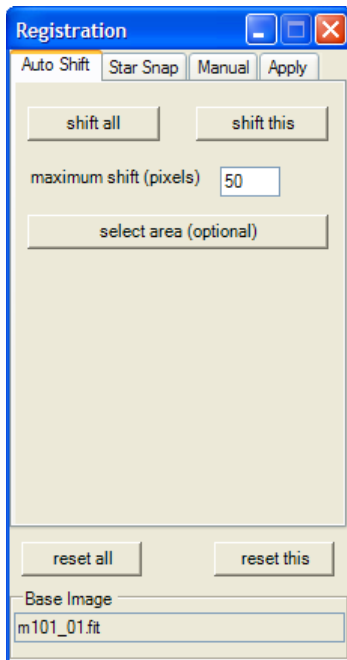 Registration
Auto Shift Star Snap Manual Apply
shift all shift this
maximum shift (pixels) 50
select area (optional)
reset all reset this
Base Image
m101_01.fit